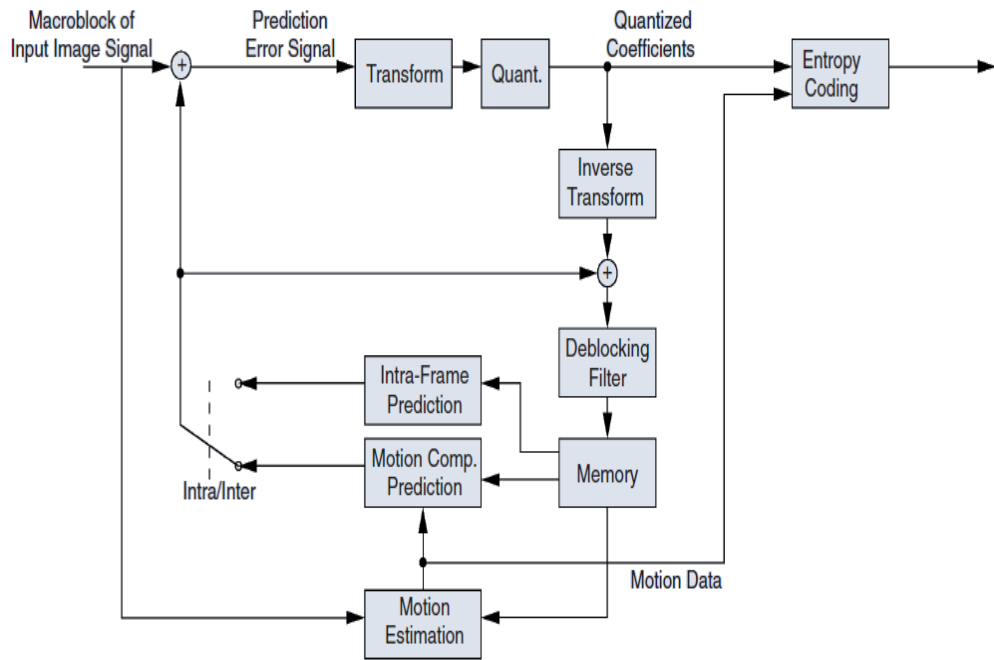 Macroblock of
Input Image Signal
Prediction
Error Signal
Quantized
Coefficients
+
Transform
Quant.
Entropy
Coding
Inverse
Transform
+
Deblocking
Filter
Intra-Frame
Prediction
Motion Comp.
Prediction
Memory
Intra/Inter
Motion Data
Motion
Estimation